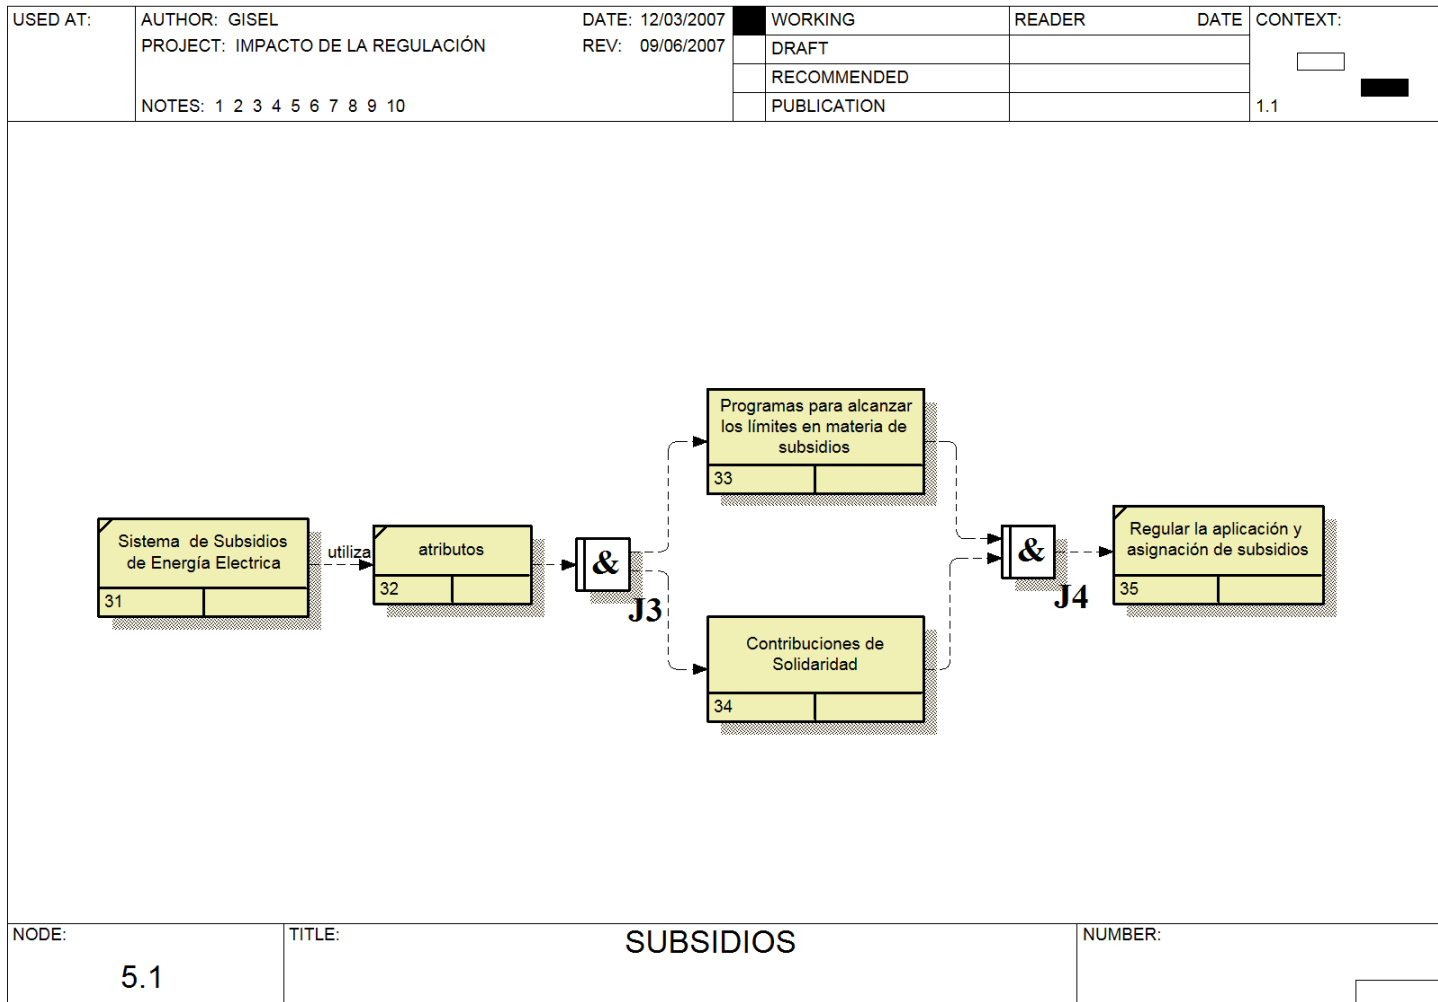 USED AT:
AUTHOR: GISEL
DATE: 12/03/2007
WORKING
READER
DATE
CONTEXT:
PROJECT: IMPACTO DE LA REGULACIÓN
REV: 09/06/2007
DRAFT
RECOMMENDED
NOTES: 1 2 3 4 5 6 7 8 9 10
PUBLICATION
1.1
Sistema de Subsidios
de Energía Electrica
31
utiliza
atributos
32
&
J3
Programas para alcanzar
los límites en materia de
subsidios
33
Contribuciones de
Solidaridad
34
&
J4
Regular la aplicación y
asignación de subsidios
35
NODE:
5.1
TITLE:
SUBSIDIOS
NUMBER: